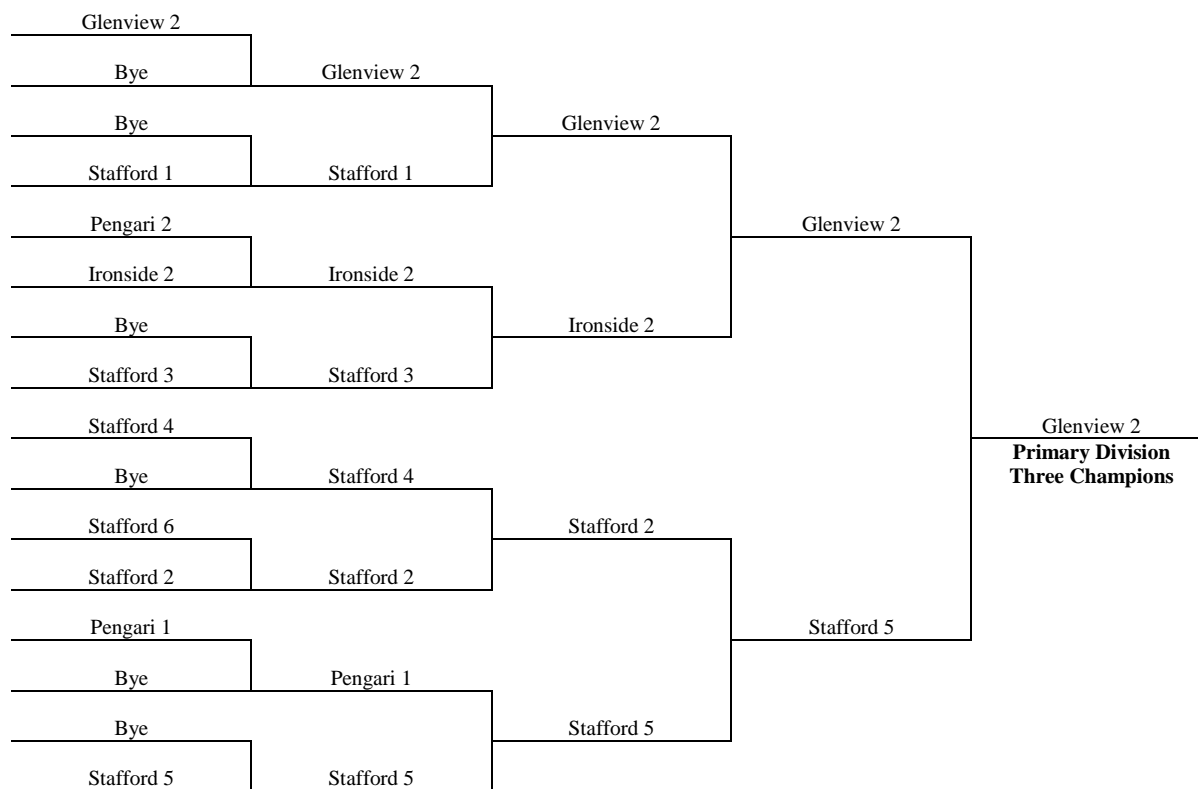 Glenview 2
Bye
Glenview 2
Bye
Glenview 2
Stafford 1
Stafford 1
Pengari 2
Glenview 2
Ironside 2
Ironside 2
Bye
Ironside 2
Stafford 3
Stafford 3
Stafford 4
Glenview 2
Primary Division
Three Champions
Bye
Stafford 4
Stafford 6
Stafford 2
Stafford 2
Stafford 2
Pengari 1
Stafford 5
Bye
Pengari 1
Bye
Stafford 5
Stafford 5
Stafford 5